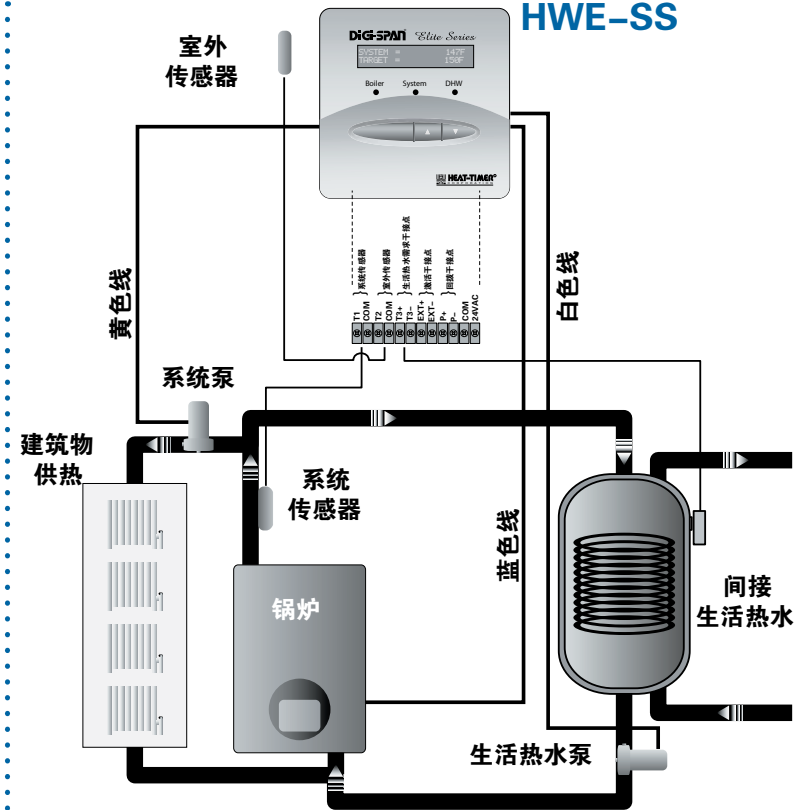 HWE-SS
室外
传感器
DiGi-SPAN Elite Series
SYSTEM = 147F
TARGET = 150F
Boiler System DHW
HEAT-TIMER®
CORPORATION
系统传感器
室外传感器
生活热水需求干接点
激活干接点
回拨干接点
T1
COM
T2
COM
T3+
T3-
EXT+
EXT-
P+
P-
COM
24VAC
黄色线
白色线
系统泵
建筑物
供热
系统
传感器
蓝色线
锅炉
间接
生活热水
生活热水泵